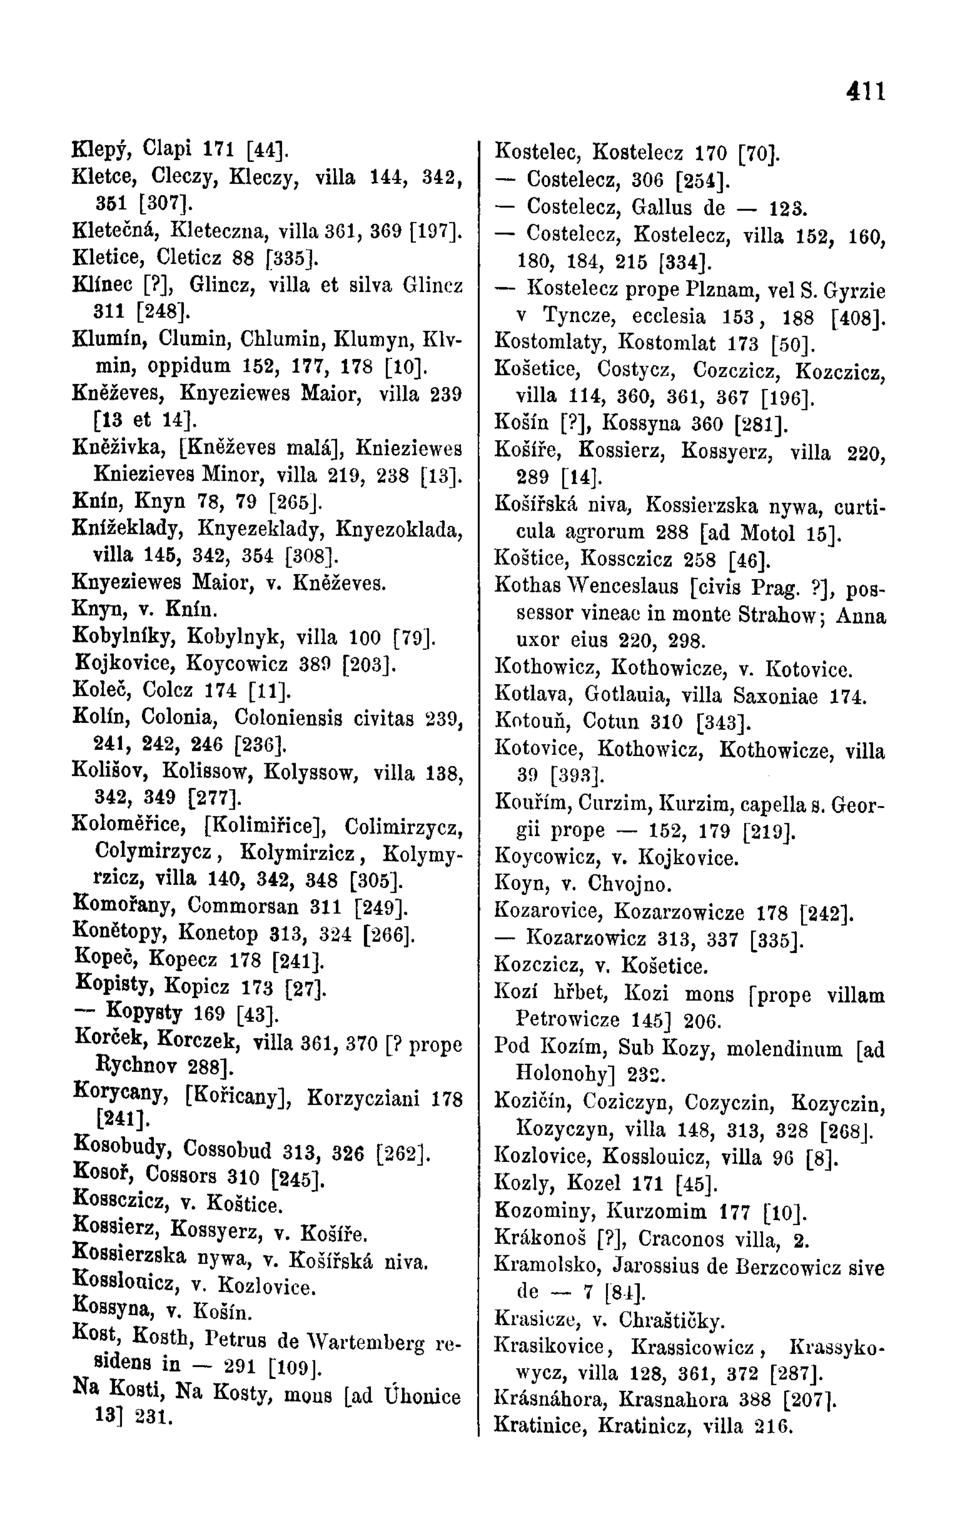 411
Klepý, Clapi 171 [44].
Kletce, Cleczy, Kleczy, villa 144, 342,
351 [307].
Kletečná, Kleteczna, villa 361, 369 [197].
Kletice, Cleticz 88 [335].
Klínec [?], Glincz, villa et silva Glincz
311 [248].
Klumín, Clumin, Chlumin, Klumyn, Klv-
min, oppidum 152, 177, 178 [10].
Kněževes, Knyeziewes Maior, villa 239
[13 et 14].
Kněživka, [Kněževes malá], Knieziewes
Kniezieves Minor, villa 219, 238 [13].
Knín, Knyn 78, 79 [265].
Knížeklady, Knyezeklady, Knyezoklada,
villa 145, 342, 354 [308].
Knyeziewes Maior, v. Kněževes.
Knyn, v. Knín.
Kobylníky, Kobylnyk, villa 100 [79].
Kojkovice, Koycowicz 389 [203].
Koleč, Colcz 174 [11].
Kolín, Colonia, Coloniensis civitas 239,
241, 242, 246 [236].
Kolišov, Kolissow, Kolyssow, villa 138,
342, 349 [277].
Koloměřice, [Kolimiřice], Colimirzycz,
Colymirzycz, Kolymirzicz, Kolymy-
rzicz, villa 140, 342, 348 [305].
Komořany, Commorsan 311 [249].
Konětopy, Konetop 313, 324 [266].
Kopeč, Kopecz 178 [241].
Kopisty, Kopicz 173 [27].
— Kopysty 169 [43].
Korček, Korczek, villa 361, 370 [? prope
Rychnov 288].
Korycany, [Kořicany], Korzycziani 178
[241].
Kosobudy, Cossobud 313, 326 [262].
Kosoř, Cossors 310 [245].
Kossczicz, v. Koštice.
Kossierz, Kossyerz, v. Košíře.
Kossierzska nywa, v. Košířská niva.
Kosslouicz, v. Kozlovice.
Kossyna, v. Košín.
Kost, Kosth, Petrus de Wartemberg re-
sidens in — 291 [109].
Na Kosti, Na Kosty, mons [ad Úhonice
13] 231.
Kostelec, Kostelecz 170 [70].
— Costelecz, 306 [254].
— Costelecz, Gallus de — 123.
— Costelecz, Kostelecz, villa 152, 160,
180, 184, 215 [334].
— Kostelecz prope Plznam, vel S. Gyrzie
v Tyncze, ecclesia 153, 188 [408].
Kostomlaty, Kostomlat 173 [50].
Košetice, Costycz, Cozczicz, Kozczicz,
villa 114, 360, 361, 367 [196].
Košín [?], Kossyna 360 [281].
Košíře, Kossierz, Kossyerz, villa 220,
289 [14].
Košířská niva, Kossierzska nywa, curti-
cula agrorum 288 [ad Motol 15].
Koštice, Kossczicz 258 [46].
Kothas Wenceslaus [civis Prag. ?], pos-
sessor vineae in monte Strahow; Anna
uxor eius 220, 298.
Kothowicz, Kothowicze, v. Kotovice.
Kotlava, Gotlauia, villa Saxoniae 174.
Kotouň, Cotun 310 [343].
Kotovice, Kothowicz, Kothowicze, villa
39 [393].
Kouřím, Curzim, Kurzim, capella s. Geor-
gii prope — 152, 179 [219].
Koycowicz, v. Kojkovice.
Koyn, v. Chvojno.
Kozarovice, Kozarzowicze 178 [242].
— Kozarzowicz 313, 337 [335].
Kozczicz, v. Košetice.
Kozí hřbet, Kozi mons [prope villam
Petrowicze 145] 206.
Pod Kozím, Sub Kozy, molendinum [ad
Holonohy] 232.
Kozičín, Coziczyn, Cozyczin, Kozyczin,
Kozyczyn, villa 148, 313, 328 [268].
Kozlovice, Kosslouicz, villa 96 [8].
Kozly, Kozel 171 [45].
Kozominy, Kurzomim 177 [10].
Krákonoš [?], Craconos villa, 2.
Kramolsko, Jarossius de Berzcowicz sive
de — 7 [84].
Krasicze, v. Chraštičky.
Krasikovice, Krassicowicz, Krassyko-
wycz, villa 128, 361, 372 [287].
Krásnáhora, Krasnahora 388 [207].
Kratinice, Kratinicz, villa 216.